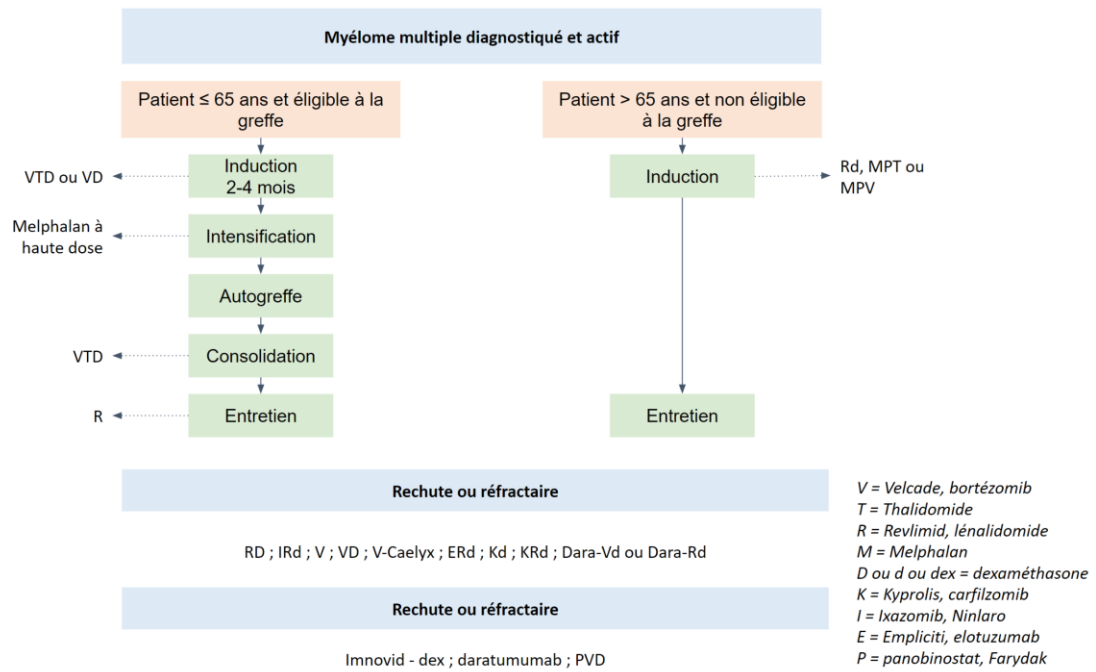 Myélome multiple diagnostiqué et actif
Patient ≤ 65 ans et éligible à la
greffe
Patient > 65 ans et non éligible
à la greffe
VTD ou VD
Induction
2-4 mois
Induction
Rd, MPT ou
MPV
Melphalan à
haute dose
Intensification
Autogreffe
VTD
Consolidation
R
Entretien
Entretien
Rechute ou réfractaire
RD ; IRd ; V ; VD ; V-Caelyx ; ERd ; Kd ; KRd ; Dara-Vd ou Dara-Rd
Rechute ou réfractaire
Imnovid - dex ; daratumumab ; PVD
V = Velcade, bortézomib
T = Thalidomide
R = Revlimid, lénalidomide
M = Melphalan
D ou d ou dex = dexaméthasone
K = Kyprolis, carfilzomib
I = Ixazomib, Ninlaro
E = Empliciti, elotuzumab
P = panobinostat, Farydak